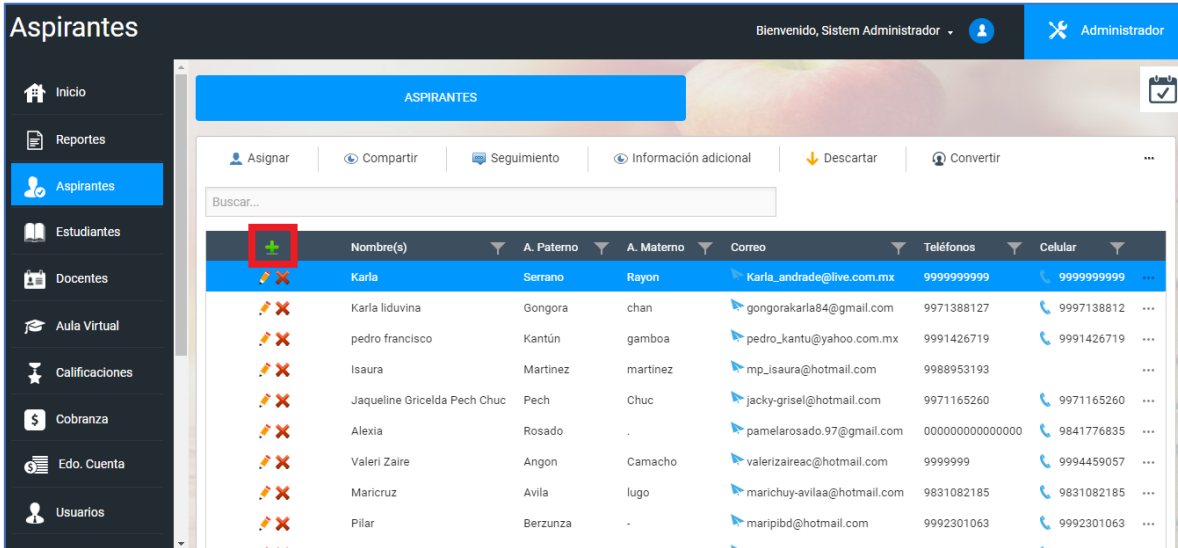 Aspirantes
Bienvenido, Sistem Administrador
Administrador
Inicio
Reportes
Aspirantes
Estudiantes
Docentes
Aula Virtual
Calificaciones
Cobranza
Edo. Cuenta
Usuarios
ASPIRANTES
Asignar Compartir Seguimiento Información adicional Descartar Convertir ...
Buscar...
Nombre(s) A. Paterno A. Materno Correo Teléfonos Celular
Karla Serrano Rayon Karla_andrade@live.com.mx 9999999999 9999999999 ...
Karla liduvina Gongora chan gongorakarla84@gmail.com 9971388127 9997138812 ...
pedro francisco Kantún gamboa pedro_kantu@yahoo.com.mx 9991426719 9991426719 ...
Isaura Martinez martinez mp_isaura@hotmail.com 9988953193 ...
Jaqueline Gricelda Pech Chuc Pech Chuc jacky-grisel@hotmail.com 9971165260 9971165260 ...
Alexia Rosado . pamelarosado.97@gmail.com 000000000000000 9841776835 ...
Valeri Zaire Angon Camacho valerizaireac@hotmail.com 9999999 9994459057 ...
Maricruz Avila lugo marichuy-avilaa@hotmail.com 9831082185 9831082185 ...
Pilar Berzunza - maripibd@hotmail.com 9992301063 9992301063 ...